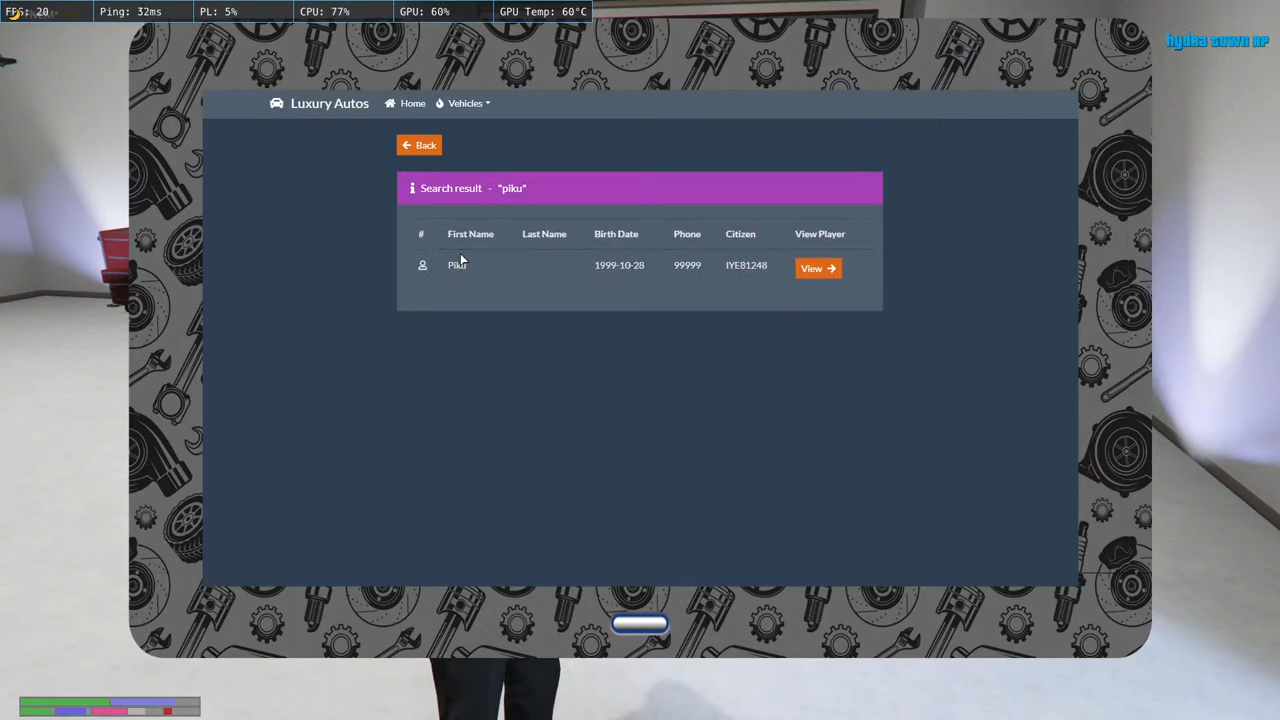 FPS: 20 Ping: 32ms PL: 5% CPU: 77% GPU: 60% GPU Temp: 60°C
hydra town RP
Luxury Autos Home Vehicles
Back
Search result - "piku"
# First Name Last Name Birth Date Phone Citizen View Player
Piku 1999-10-28 99999 IYE81248 View